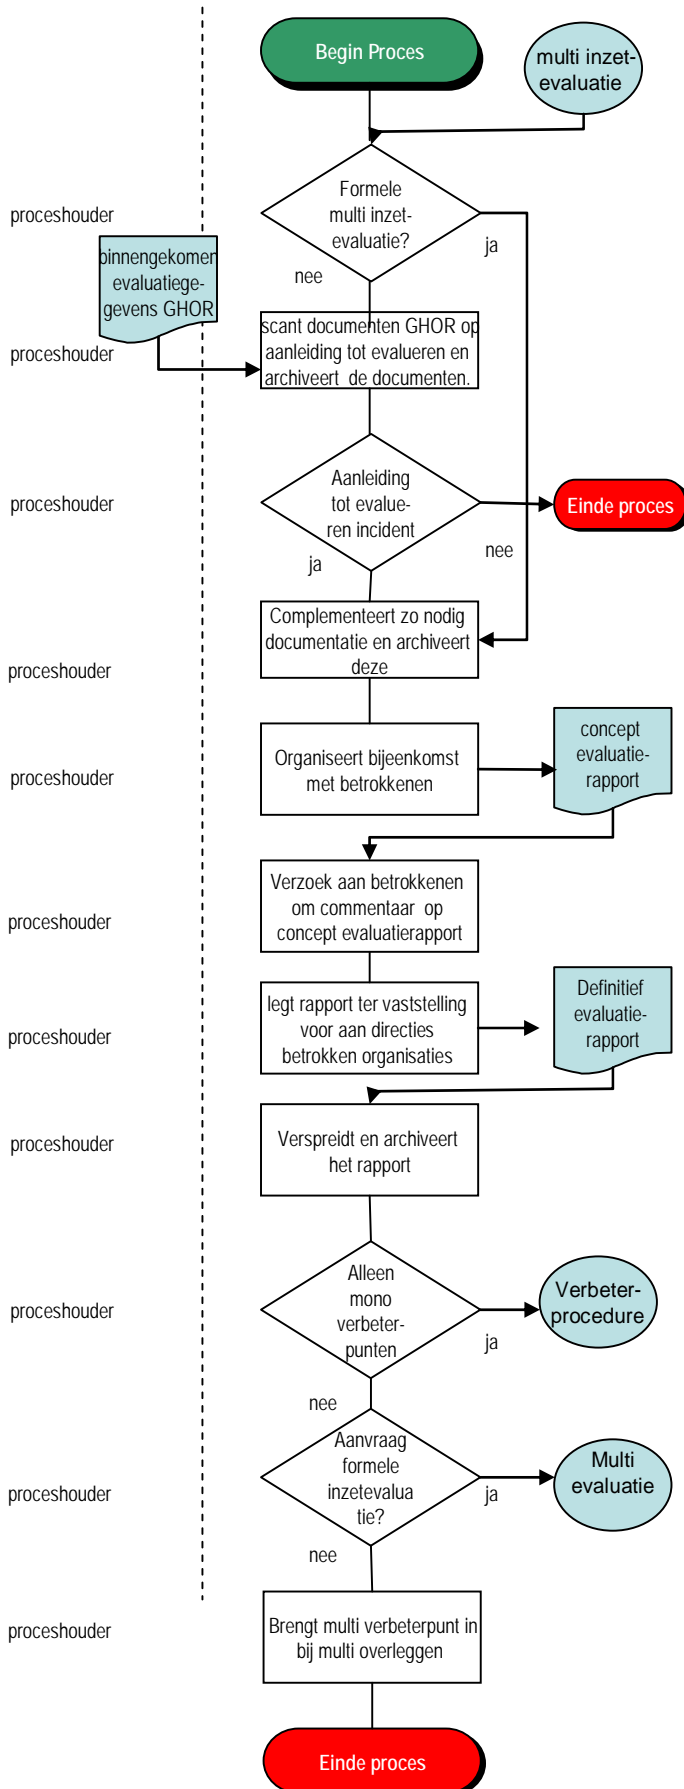 Begin Proces
multi inzet-
evaluatie
proceshouder
Formele
multi inzet-
evaluatie?
ja
nee
binnengekomen
evaluatiege-
gevens GHOR
proceshouder
scant documenten GHOR op
aanleiding tot evalueren en
archiveert de documenten.
proceshouder
Aanleiding
tot evalue-
ren incident
Einde proces
nee
ja
proceshouder
Complementeert zo nodig
documentatie en archiveert
deze
proceshouder
Organiseert bijeenkomst
met betrokkenen
concept
evaluatie-
rapport
proceshouder
Verzoek aan betrokkenen
om commentaar op
concept evaluatierapport
proceshouder
legt rapport ter vaststelling
voor aan directies
betrokken organisaties
Definitief
evaluatie-
rapport
proceshouder
Verspreidt en archiveert
het rapport
proceshouder
Alleen
mono
verbeter-
punten
ja
Verbeter-
procedure
nee
proceshouder
Aanvraag
formele
inzetevalua
tie?
ja
Multi
evaluatie
nee
proceshouder
Brengt multi verbeterpunt in
bij multi overleggen
Einde proces